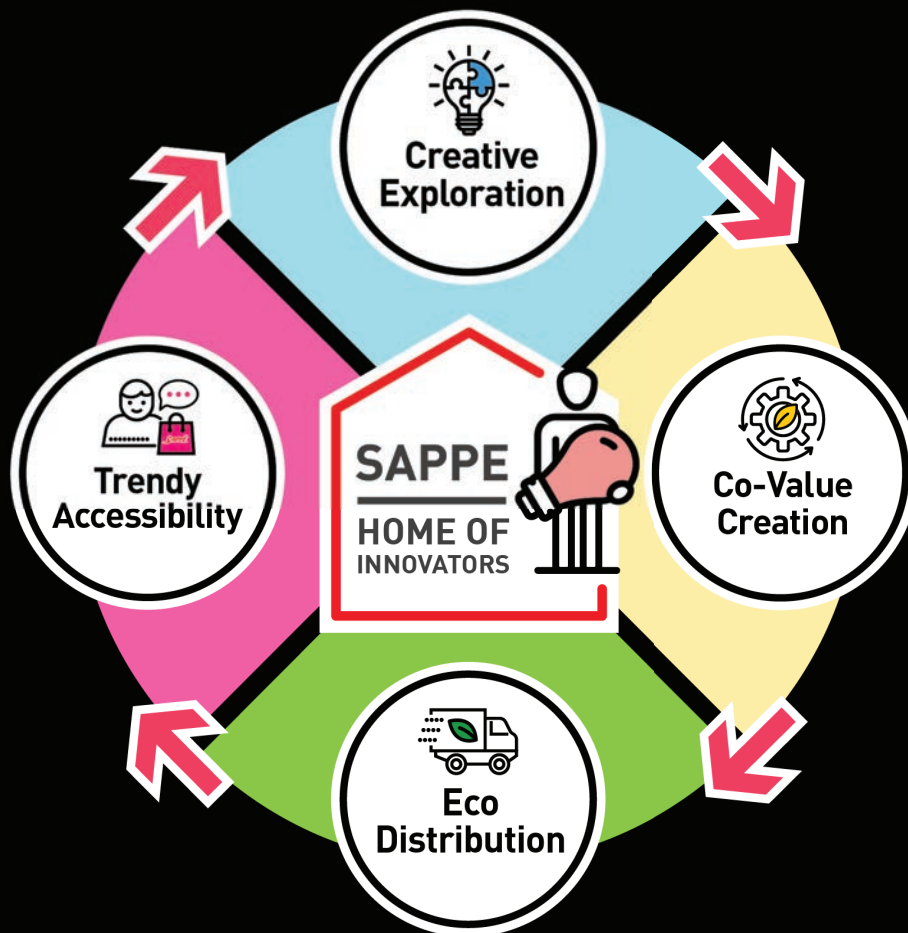 Creative
Exploration
Co-Value
Creation
Eco
Distribution
Trendy
Accessibility
SAPPE
HOME OF
INNOVATORS